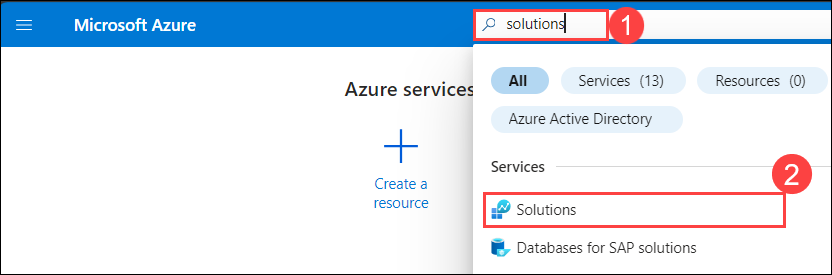 Microsoft Azure
solutions
1
All
Services (13)
Resources (0)
Azure Active Directory
Azure services
Create a
resource
Services
2
Solutions
Databases for SAP solutions